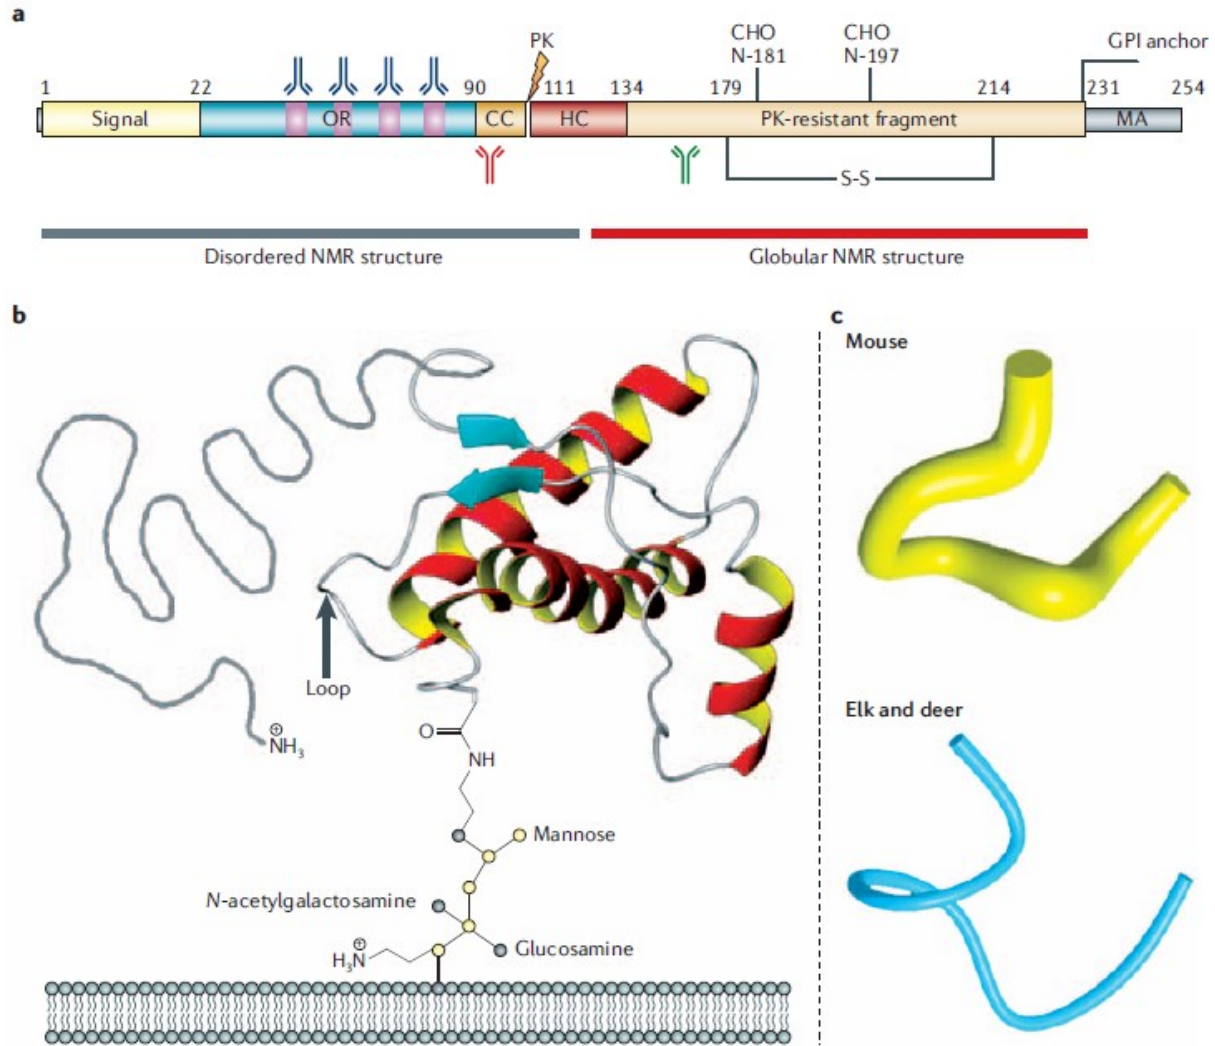 a
PK
CHO
N-181
CHO
N-197
GPI anchor
1
22
90
111
134
179
214
231
254
Signal
OR
CC
HC
PK-resistant fragment
MA
S-S
Disordered NMR structure
Globular NMR structure
b
Loop
⊕
NH3
O
NH
Mannose
N-acetylgalactosamine
Glucosamine
⊕
H3N
c
Mouse
Elk and deer